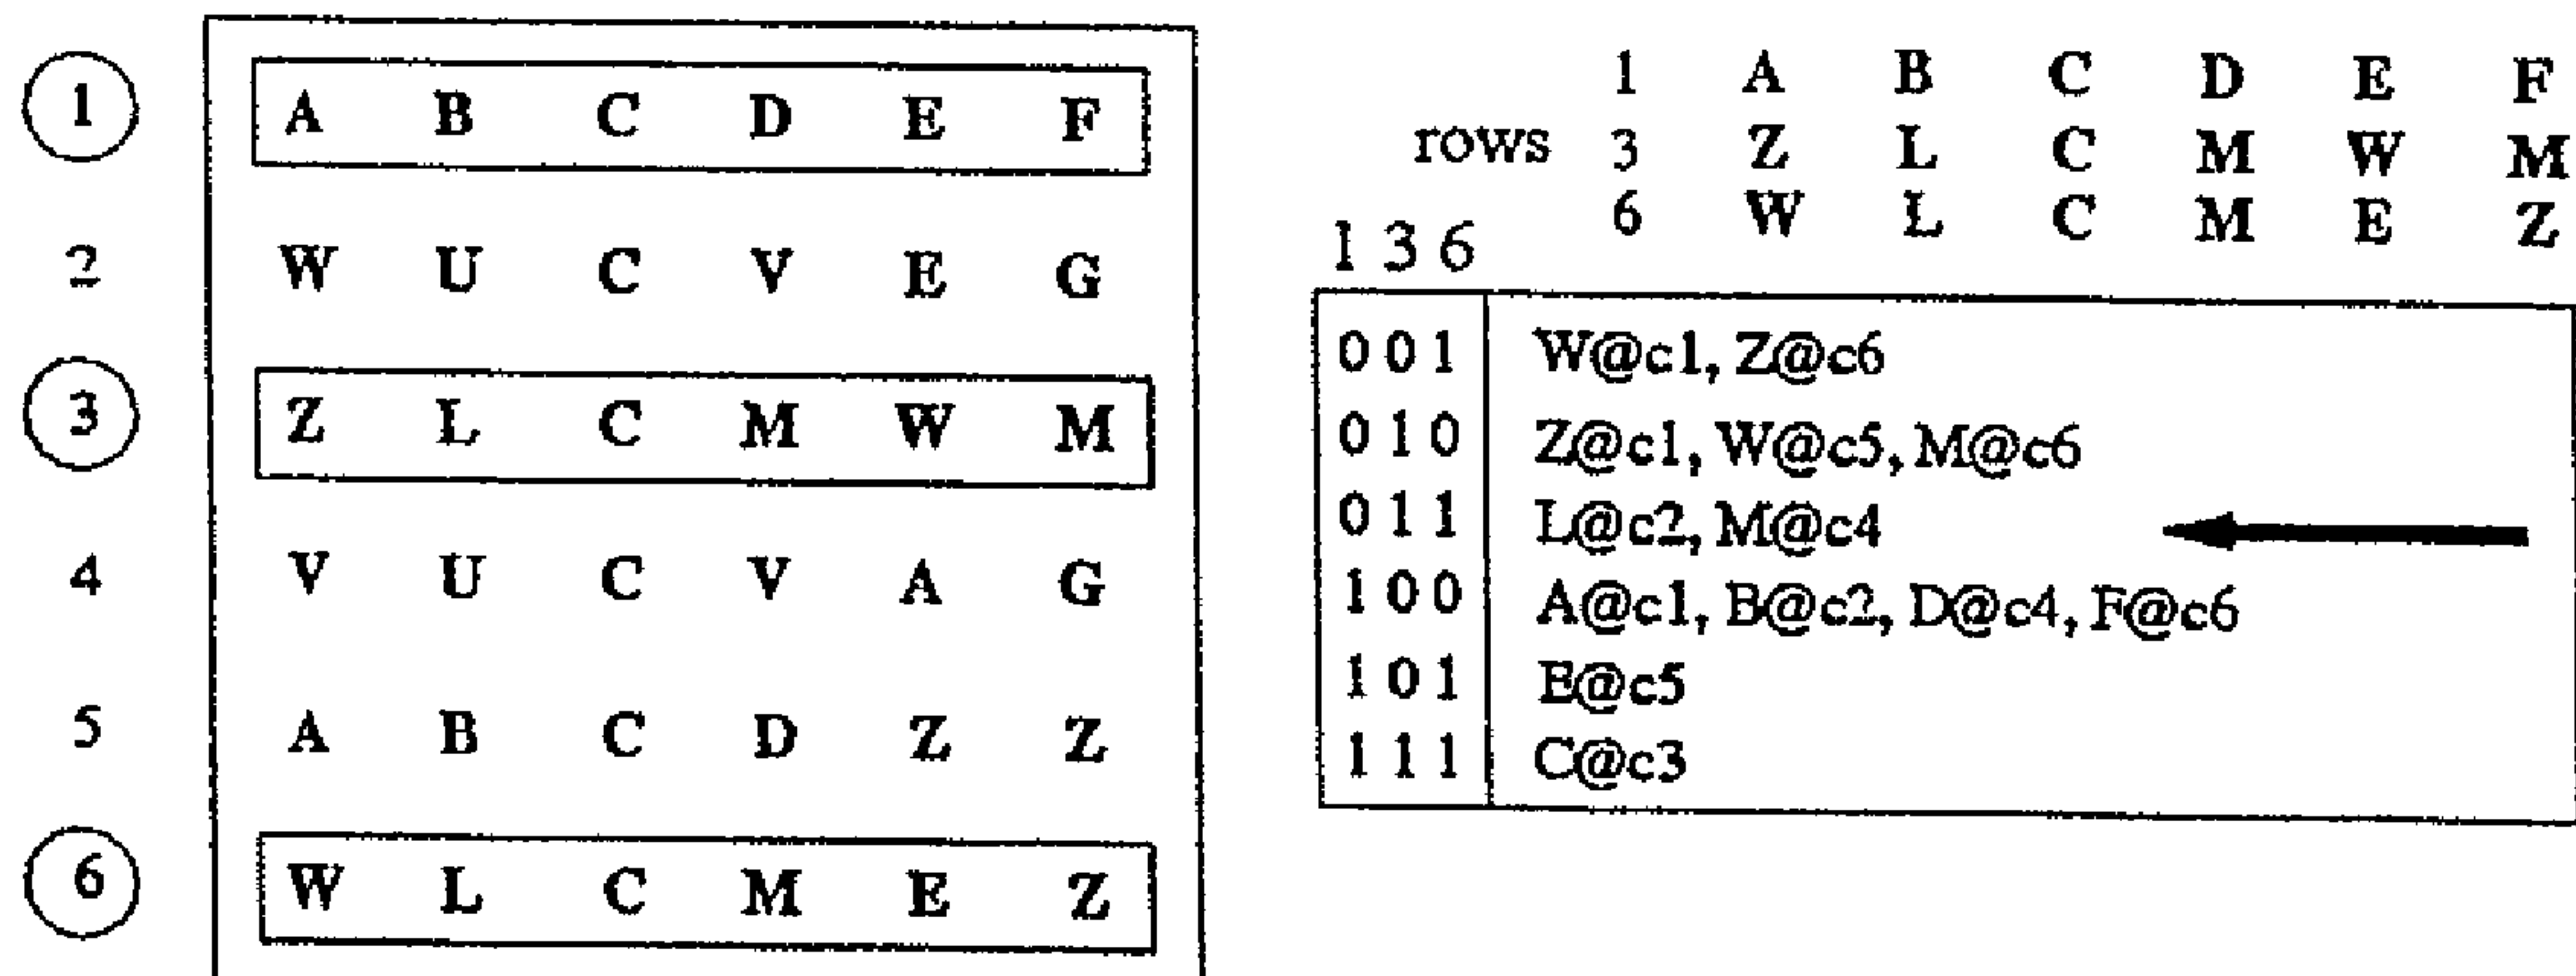 1 A B C D E F
2 W U C V E G
3 Z L C M W M
4 V U C V A G
5 A B C D Z Z
6 W L C M E Z
1 A B C D E F
rows 3 Z L C M W M
6 W L C M E Z
1 3 6
0 0 1 W@c1, Z@c6
0 1 0 Z@c1, W@c5, M@c6
0 1 1 L@c2, M@c4
1 0 0 A@c1, B@c2, D@c4, F@c6
1 0 1 E@c5
1 1 1 C@c3